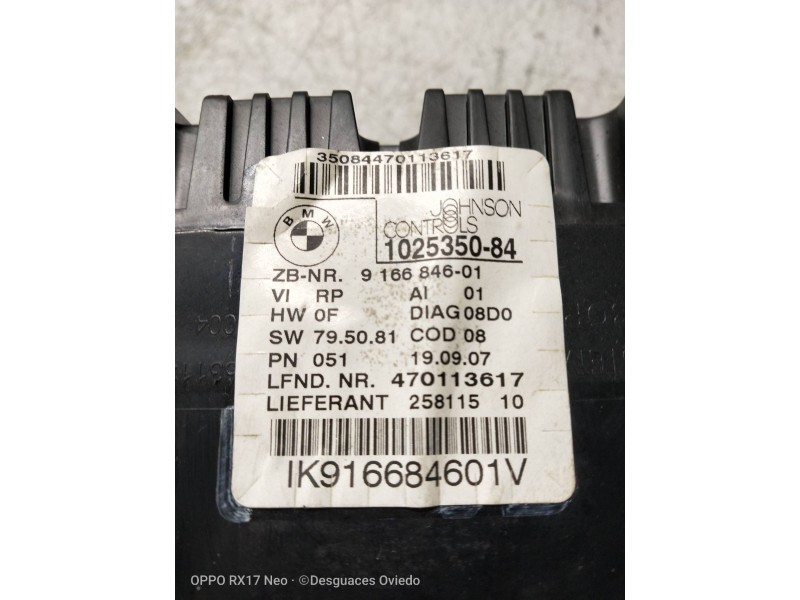 35084470113617
BMW
JOHNSON
CONTROLS
1025350-84
ZB-NR. 9 166 846-01
VI RP AI 01
HW 0F DIAG 08D0
SW 79.50.81 COD 08
PN 051 19.09.07
LFND. NR. 470113617
LIEFERANT 258115 10
IK916684601V
OPPO RX17 Neo · ©Desguaces Oviedo